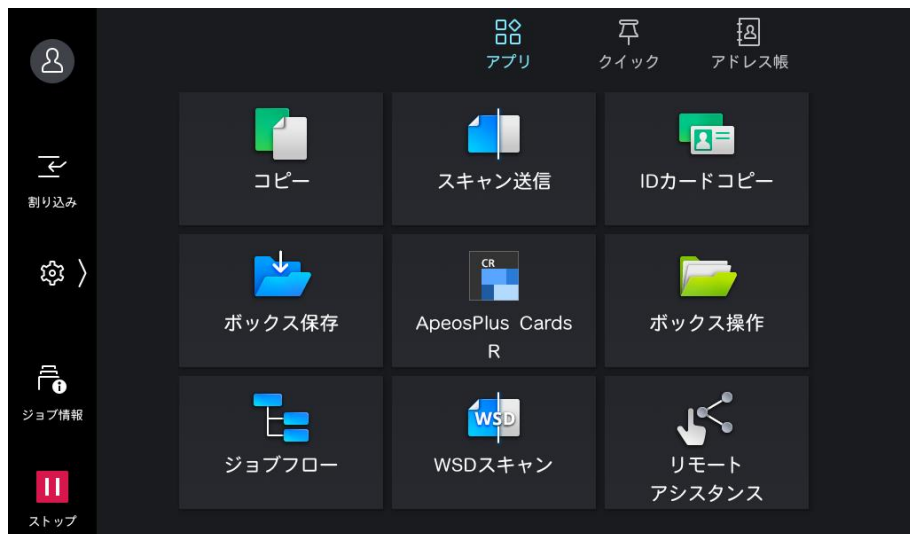 アプリ
クイック
アドレス帳
コピー
スキャン送信
IDカードコピー
割り込み
CR
ボックス保存
ApeosPlus Cards
R
ボックス操作
ジョブ情報
WSD
ジョブフロー
WSDスキャン
リモート
アシスタンス
ストップ